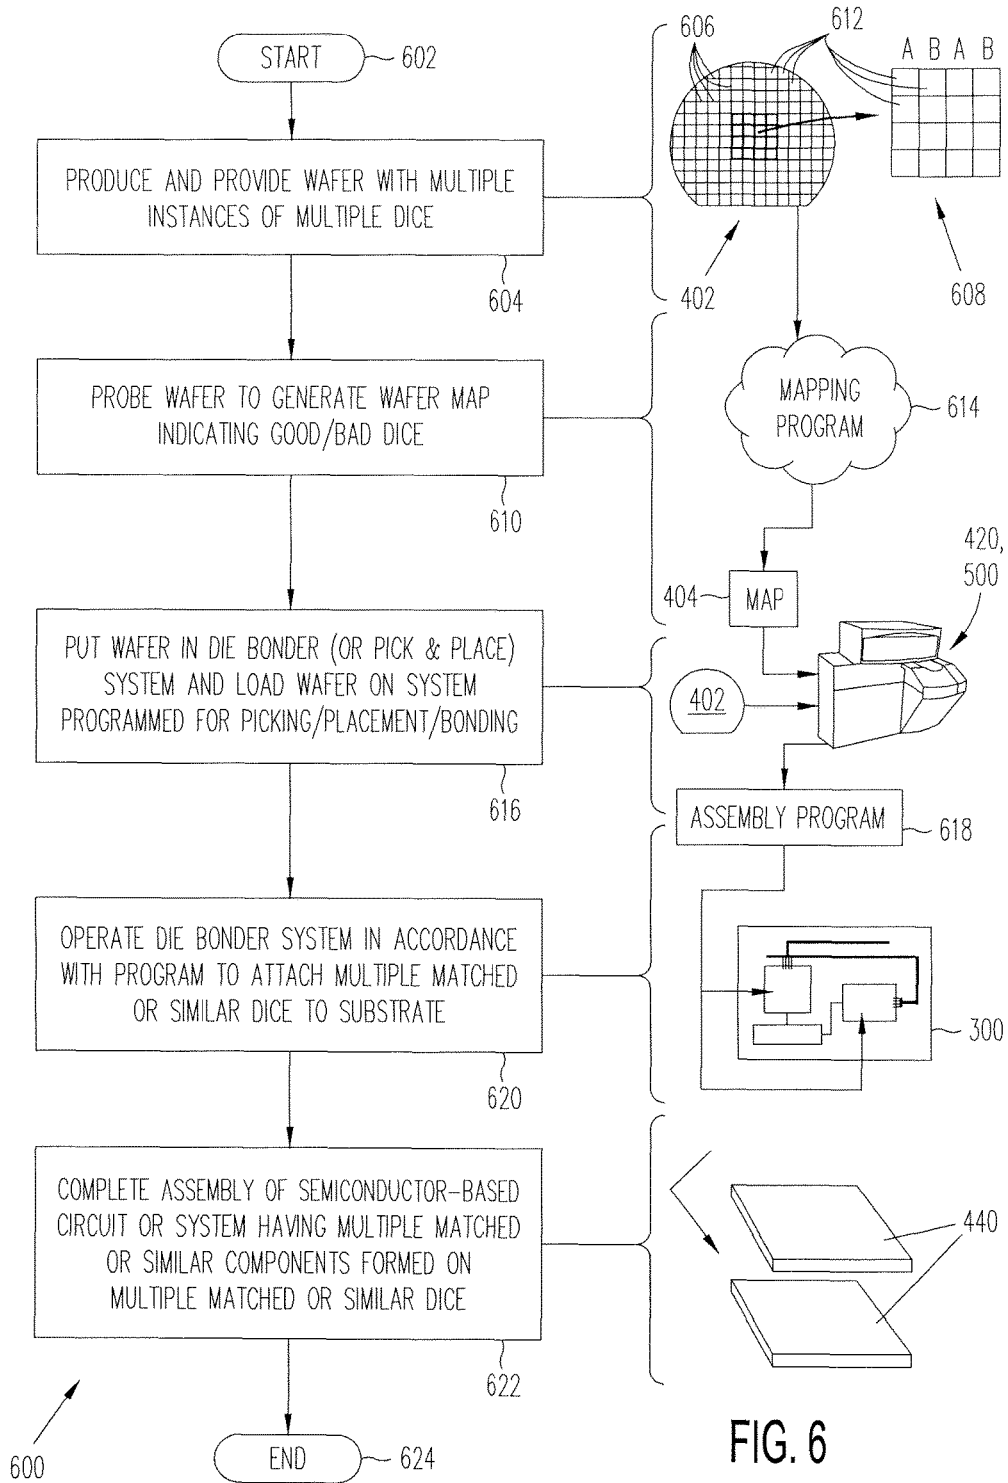 START
602
606
612
A B A B
PRODUCE AND PROVIDE WAFER WITH MULTIPLE
INSTANCES OF MULTIPLE DICE
604
402
608
PROBE WAFER TO GENERATE WAFER MAP
INDICATING GOOD/BAD DICE
610
MAPPING
PROGRAM
614
404
MAP
420,
500
PUT WAFER IN DIE BONDER (OR PICK & PLACE)
SYSTEM AND LOAD WAFER ON SYSTEM
PROGRAMMED FOR PICKING/PLACEMENT/BONDING
616
402
ASSEMBLY PROGRAM
618
OPERATE DIE BONDER SYSTEM IN ACCORDANCE
WITH PROGRAM TO ATTACH MULTIPLE MATCHED
OR SIMILAR DICE TO SUBSTRATE
620
300
COMPLETE ASSEMBLY OF SEMICONDUCTOR-BASED
CIRCUIT OR SYSTEM HAVING MULTIPLE MATCHED
OR SIMILAR COMPONENTS FORMED ON
MULTIPLE MATCHED OR SIMILAR DICE
622
440
600
END
624
FIG. 6